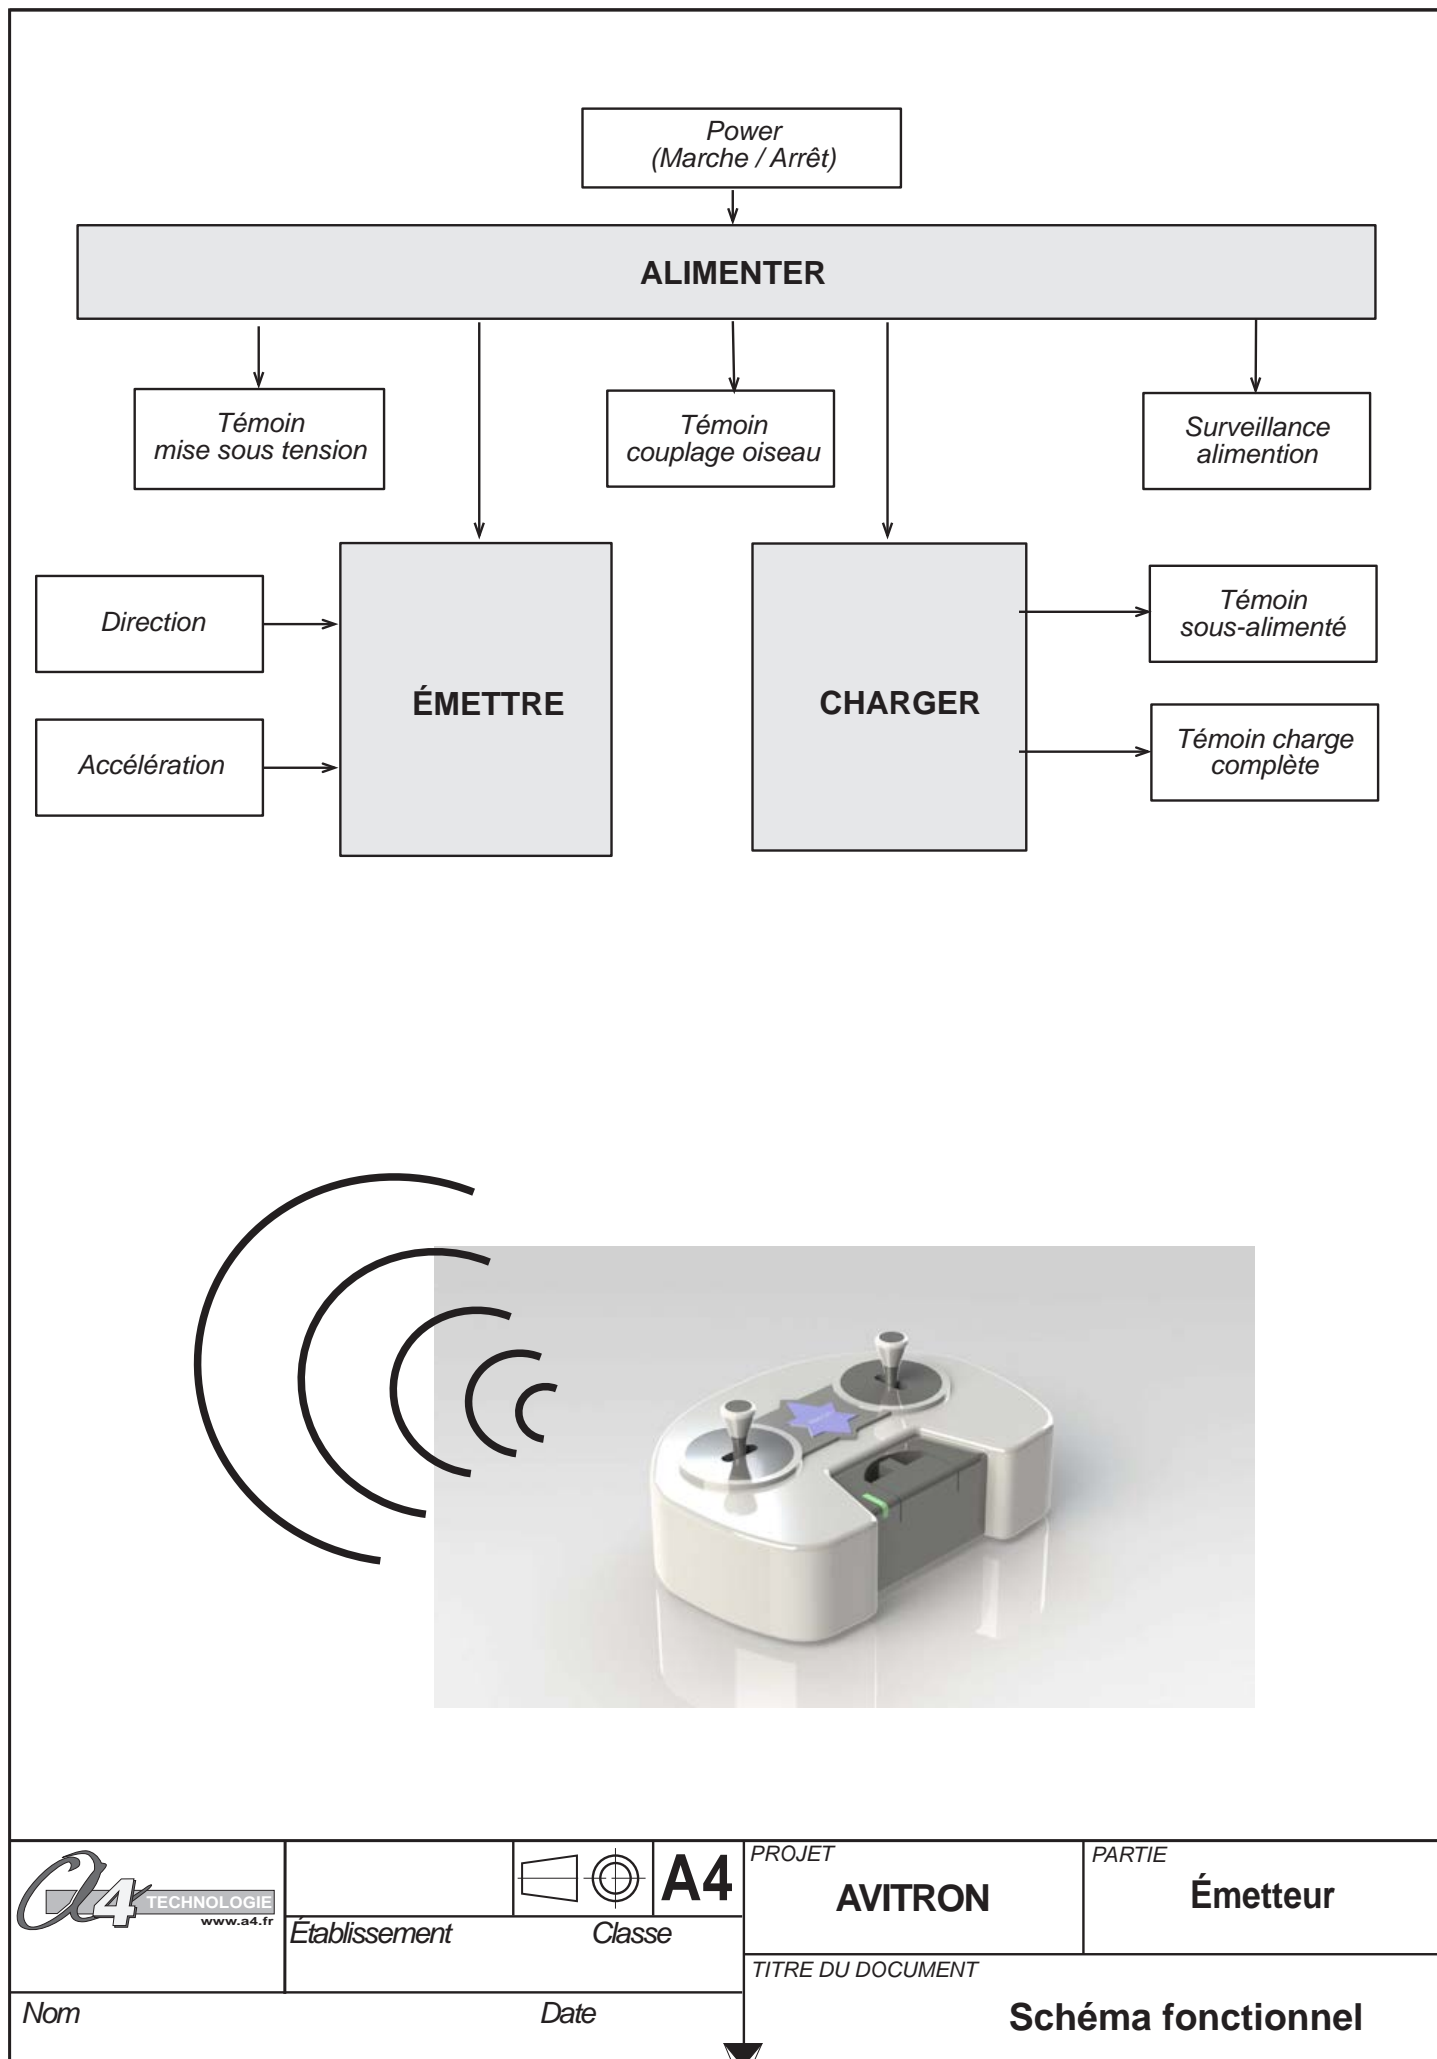 Power
(Marche / Arrêt)
ALIMENTER
Témoin
mise sous tension
Témoin
couplage oiseau
Surveillance
alimention
Direction
Accélération
ÉMETTRE
CHARGER
Témoin
sous-alimenté
Témoin charge
complète
a4
TECHNOLOGIE
www.a4.fr
A4
Établissement Classe
Nom Date
PROJET
AVITRON
PARTIE
Émetteur
TITRE DU DOCUMENT
Schéma fonctionnel